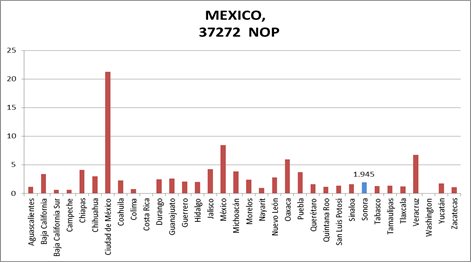 MEXICO,
37272 NOP
25
20
15
10
5
0
1.945
Aguascalientes
Baja California
Baja California Sur
Campeche
Chiapas
Chihuahua
Ciudad de México
Coahuila
Colima
Costa Rica
Durango
Guanajuato
Guerrero
Hidalgo
Jalisco
México
Michoacán
Morelos
Nayarit
Nuevo León
Oaxaca
Puebla
Querétaro
Quintana Roo
San Luis Potosí
Sinaloa
Sonora
Tabasco
Tamaulipas
Tlaxcala
Veracruz
Washington
Yucatán
Zacatecas